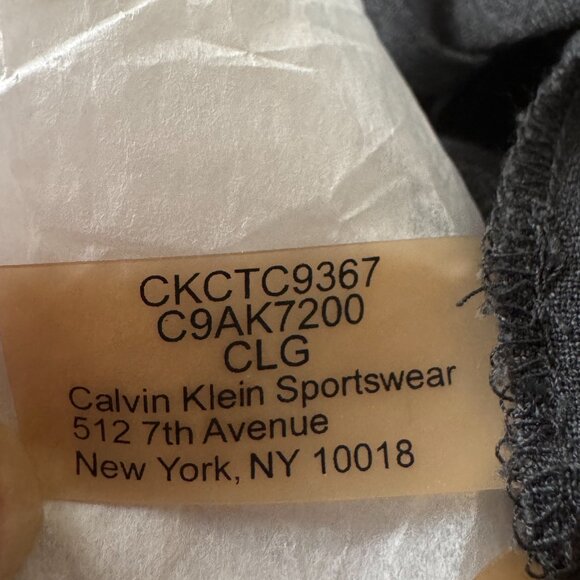 CKCTC9367
C9AK7200
CLG
Calvin Klein Sportswear
512 7th Avenue
New York, NY 10018